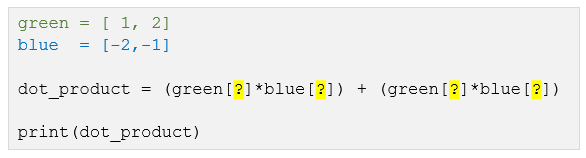 green = [ 1, 2]
blue  = [-2,-1]
dot_product = (green[?]*blue[?]) + (green[?]*blue[?])
print(dot_product)